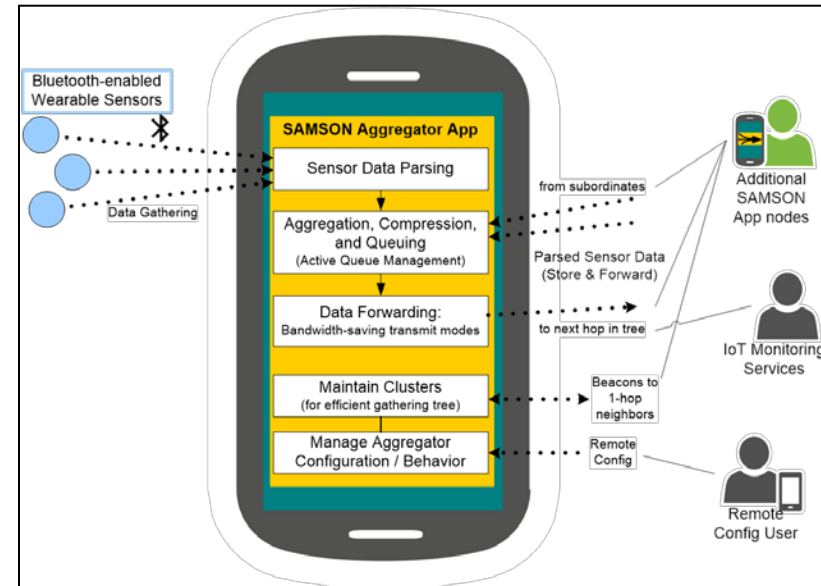 Bluetooth-enabled
Wearable Sensors
Data Gathering
SAMSON Aggregator App
Sensor Data Parsing
Aggregation, Compression,
and Queuing
(Active Queue Management)
Data Forwarding:
Bandwidth-saving transmit modes
Maintain Clusters
(for efficient gathering tree)
Manage Aggregator
Configuration / Behavior
from subordinates
Parsed Sensor Data
(Store & Forward)
to next hop in tree
Beacons to
1-hop
neighbors
Remote
Config
Additional
SAMSON
App nodes
IoT Monitoring
Services
Remote
Config User